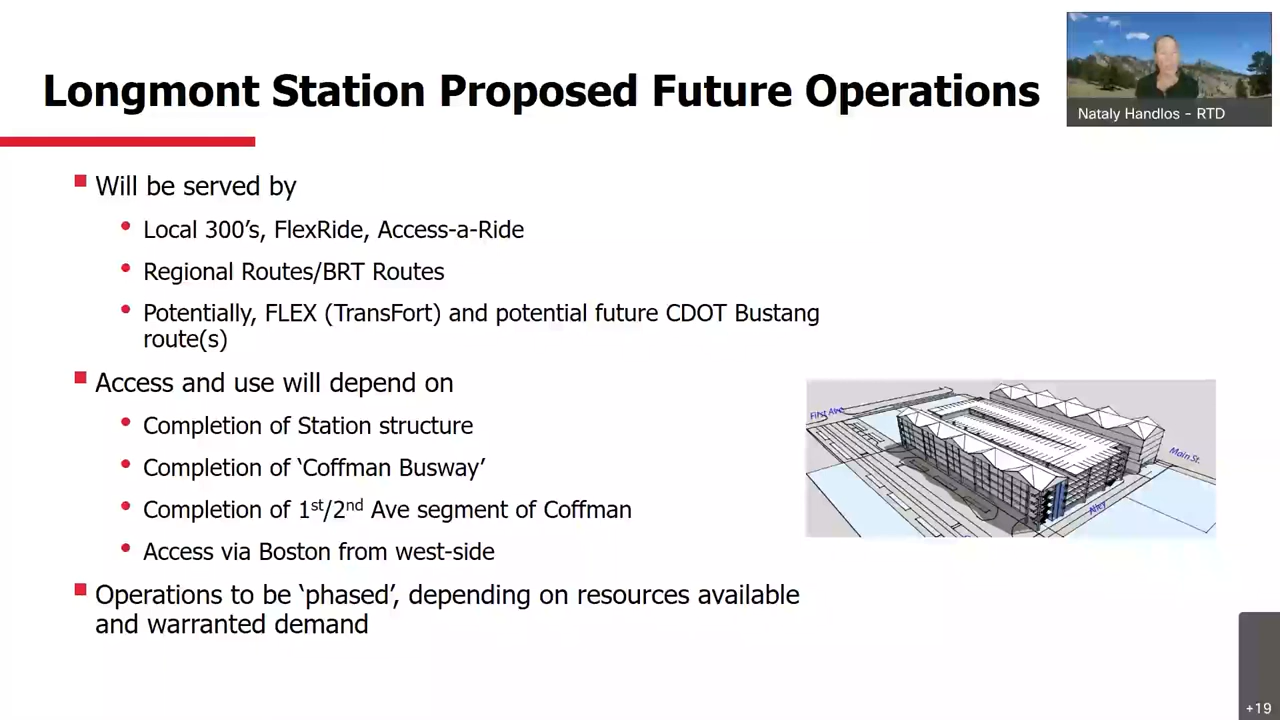 Longmont Station Proposed Future Operations
Nataly Handlos - RTD
Will be served by
Local 300’s, FlexRide, Access-a-Ride
Regional Routes/BRT Routes
Potentially, FLEX (TransFort) and potential future CDOT Bustang
route(s)
Access and use will depend on
Completion of Station structure
Completion of ‘Coffman Busway’
Completion of 1st/2nd Ave segment of Coffman
Access via Boston from west-side
Operations to be ‘phased’, depending on resources available
and warranted demand
First Ave.
Main St.
Alley
+19